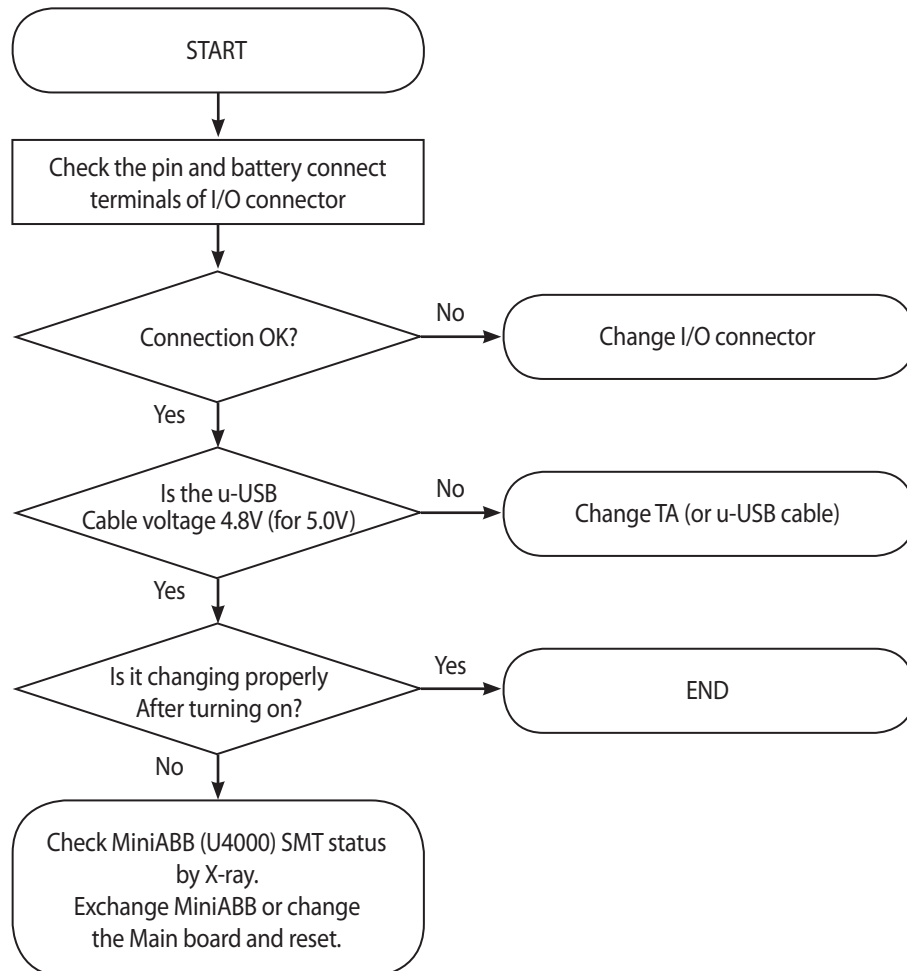 START
Check the pin and battery connect
terminals of I/O connector
Connection OK?
No
Change I/O connector
Yes
Is the u-USB
Cable voltage 4.8V (for 5.0V)
No
Change TA (or u-USB cable)
Yes
Is it changing properly
After turning on?
Yes
END
No
Check MiniABB (U4000) SMT status
by X-ray.
Exchange MiniABB or change
the Main board and reset.